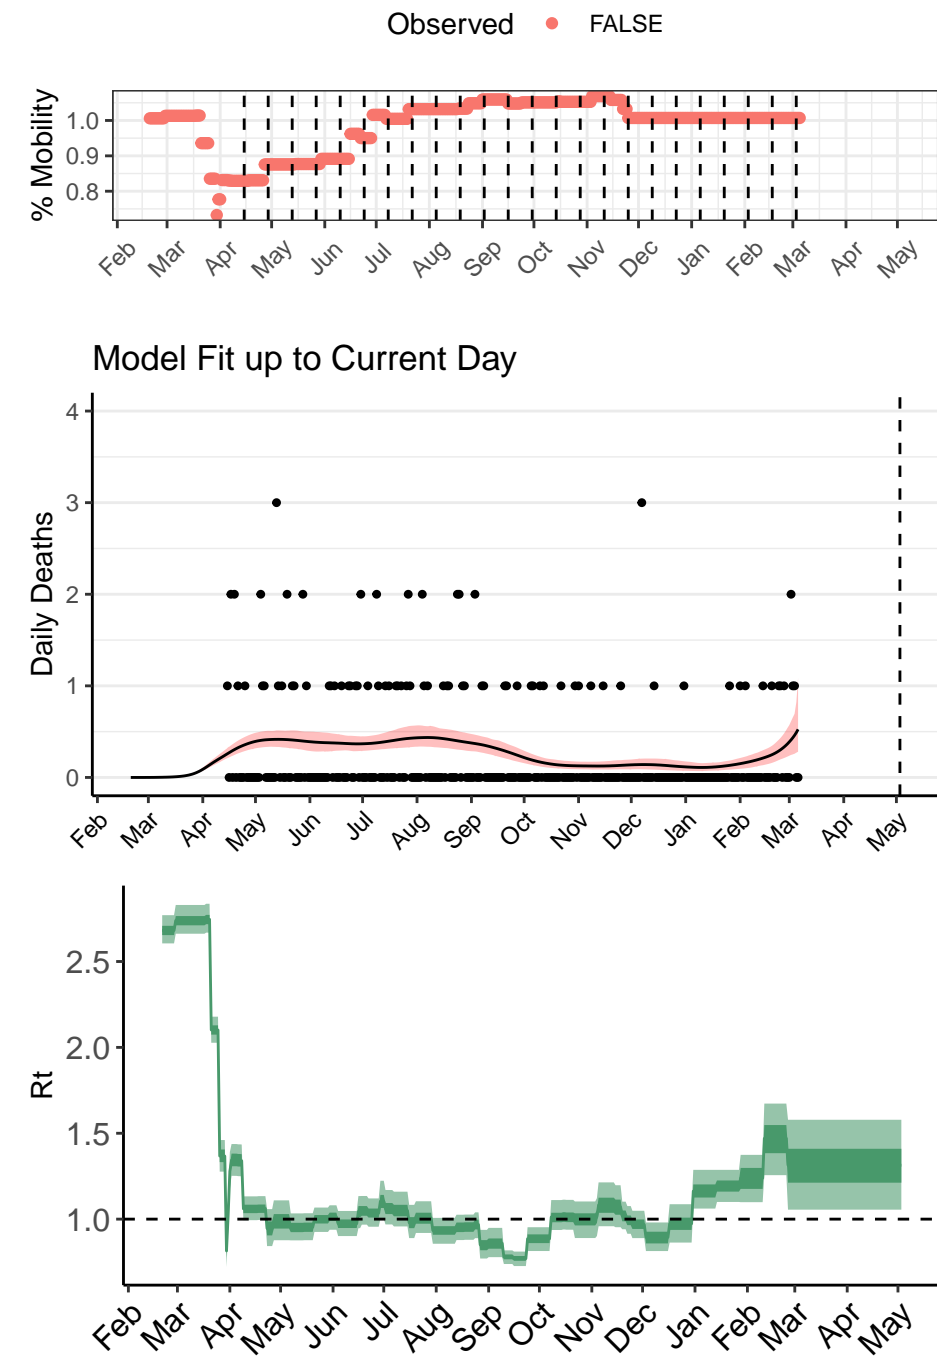 Observed FALSE
% Mobility
1.0
0.9
0.8
Feb Mar Apr May Jun Jul Aug Sep Oct Nov Dec Jan Feb Mar Apr May
Model Fit up to Current Day
Daily Deaths
4
3
2
1
0
Feb Mar Apr May Jun Jul Aug Sep Oct Nov Dec Jan Feb Mar Apr May
Rt
2.5
2.0
1.5
1.0
Feb Mar Apr May Jun Jul Aug Sep Oct Nov Dec Jan Feb Mar Apr May